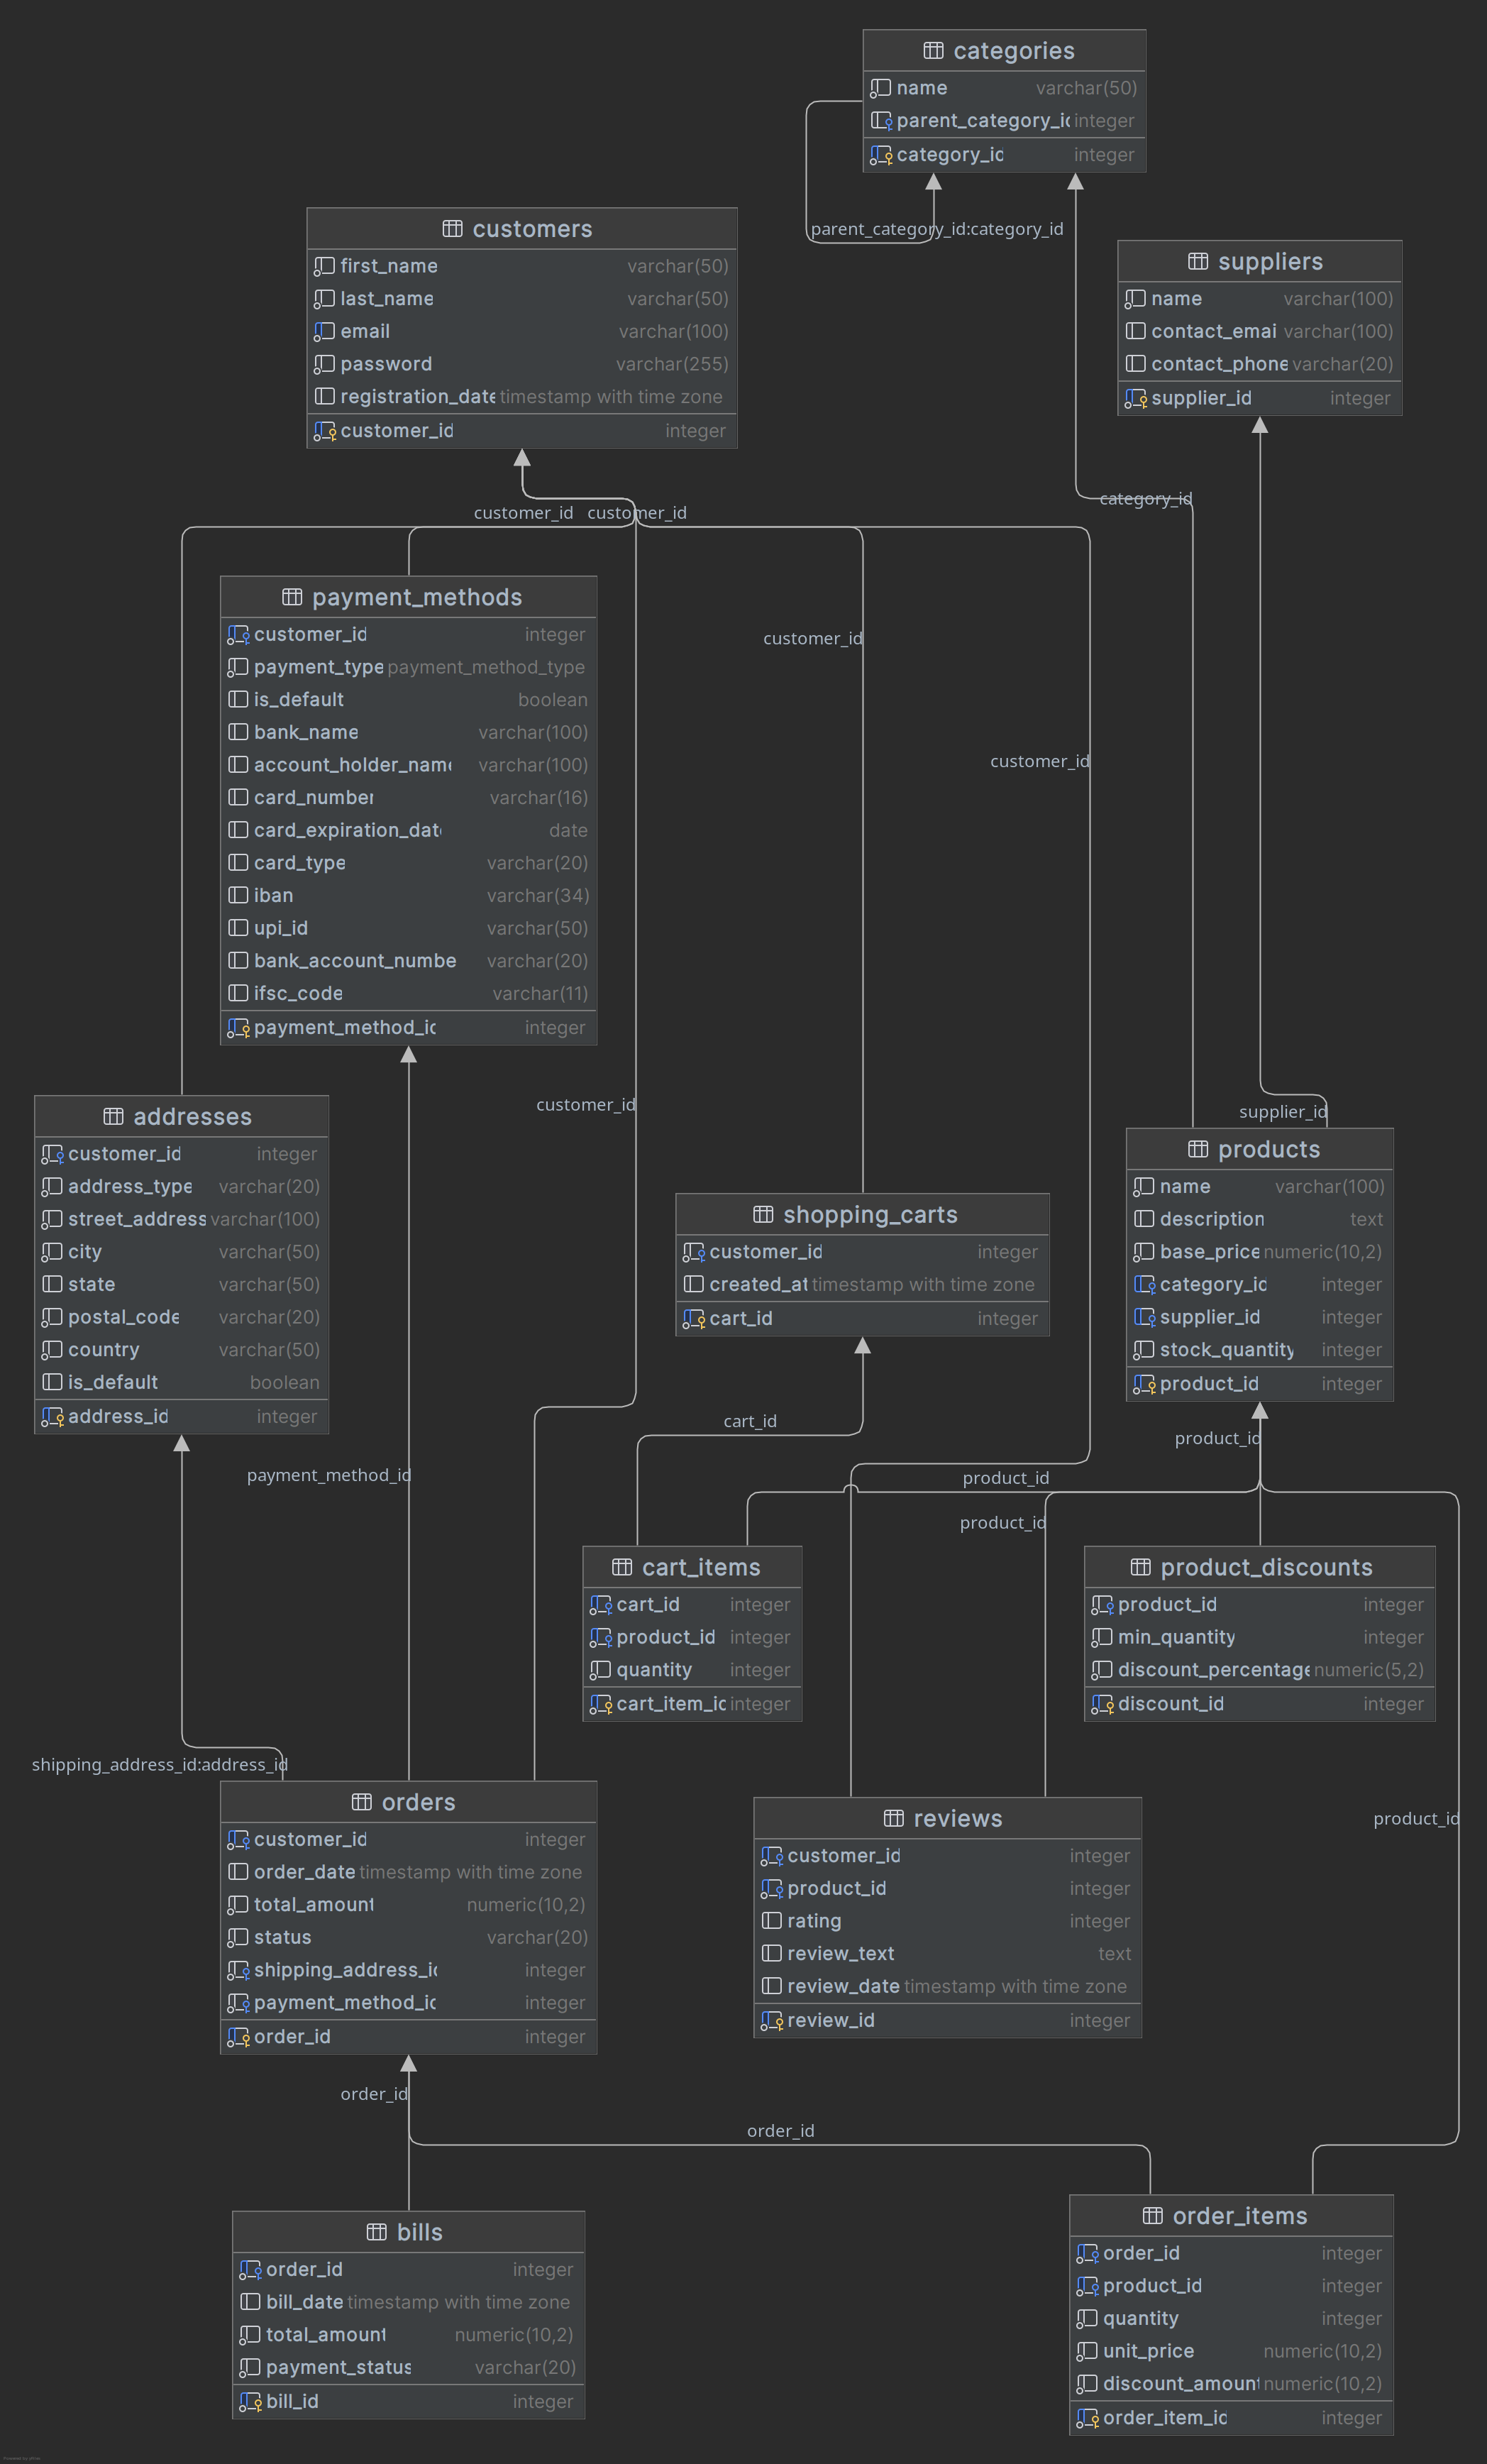 categories
name varchar(50)
parent_category_id integer
category_id integer
parent_category_id:category_id
customers
first_name varchar(50)
last_name varchar(50)
email varchar(100)
password varchar(255)
registration_date timestamp with time zone
customer_id integer
suppliers
name varchar(100)
contact_emai varchar(100)
contact_phone varchar(20)
supplier_id integer
category_id
customer_id customer_id
payment_methods
customer_id integer
payment_type payment_method_type
is_default boolean
bank_name varchar(100)
account_holder_name varchar(100)
card_number varchar(16)
card_expiration_date date
card_type varchar(20)
iban varchar(34)
upi_id varchar(50)
bank_account_numbe varchar(20)
ifsc_code varchar(11)
payment_method_id integer
customer_id
customer_id
customer_id
supplier_id
addresses
customer_id integer
address_type varchar(20)
street_address varchar(100)
city varchar(50)
state varchar(50)
postal_code varchar(20)
country varchar(50)
is_default boolean
address_id integer
shopping_carts
customer_id integer
created_at timestamp with time zone
cart_id integer
products
name varchar(100)
description text
base_price numeric(10,2)
category_id integer
supplier_id integer
stock_quantity integer
product_id integer
cart_id
product_id
payment_method_id
product_id
product_id
cart_items
cart_id integer
product_id integer
quantity integer
cart_item_id integer
product_discounts
product_id integer
min_quantity integer
discount_percentage numeric(5,2)
discount_id integer
shipping_address_id:address_id
orders
customer_id integer
order_date timestamp with time zone
total_amount numeric(10,2)
status varchar(20)
shipping_address_id integer
payment_method_id integer
order_id integer
reviews
customer_id integer
product_id integer
rating integer
review_text text
review_date timestamp with time zone
review_id integer
product_id
order_id
order_id
bills
order_id integer
bill_date timestamp with time zone
total_amount numeric(10,2)
payment_status varchar(20)
bill_id integer
order_items
order_id integer
product_id integer
quantity integer
unit_price numeric(10,2)
discount_amount numeric(10,2)
order_item_id integer